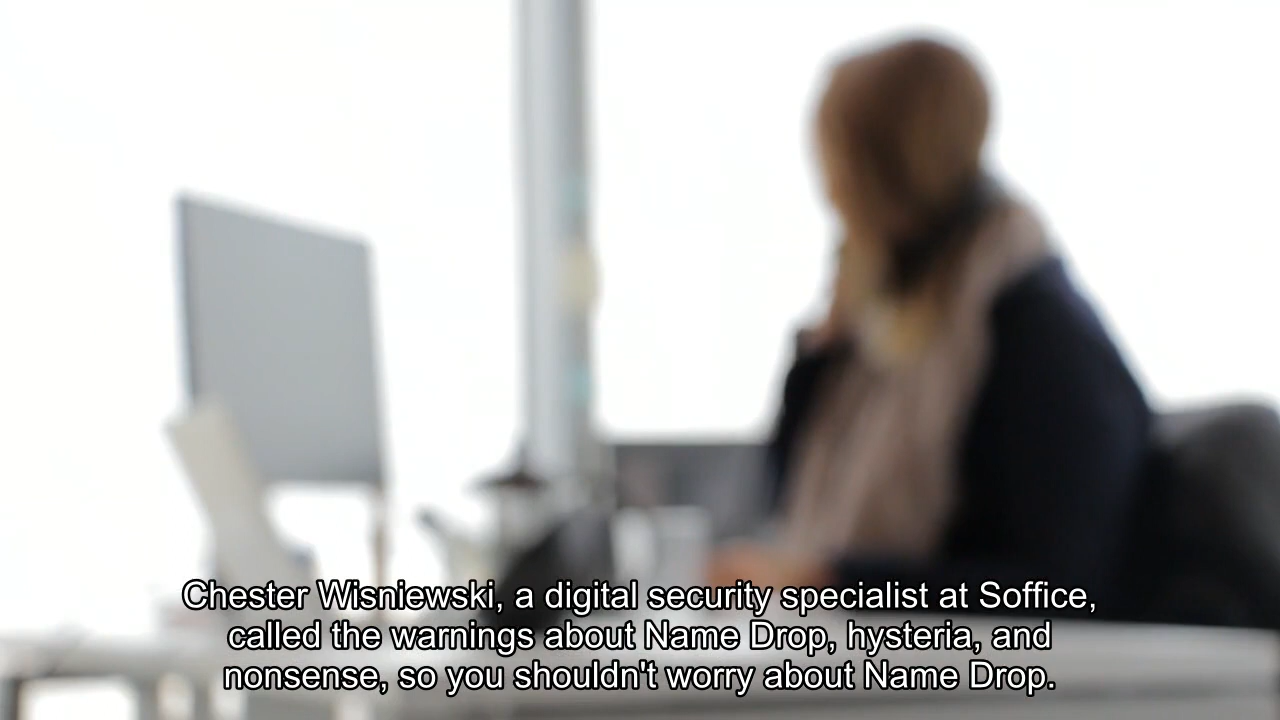 Chester Wisniewski, a digital security specialist at Soffice,
called the warnings about Name Drop, hysteria, and
nonsense, so you shouldn't worry about Name Drop.